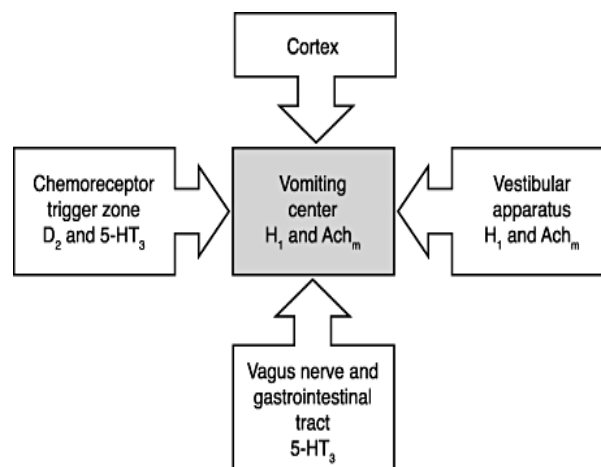 Cortex
Chemoreceptor
trigger zone
D₂ and 5-HT₃
Vomiting
center
H₁ and Achₘ
Vestibular
apparatus
H₁ and Achₘ
Vagus nerve and
gastrointestinal
tract
5-HT₃